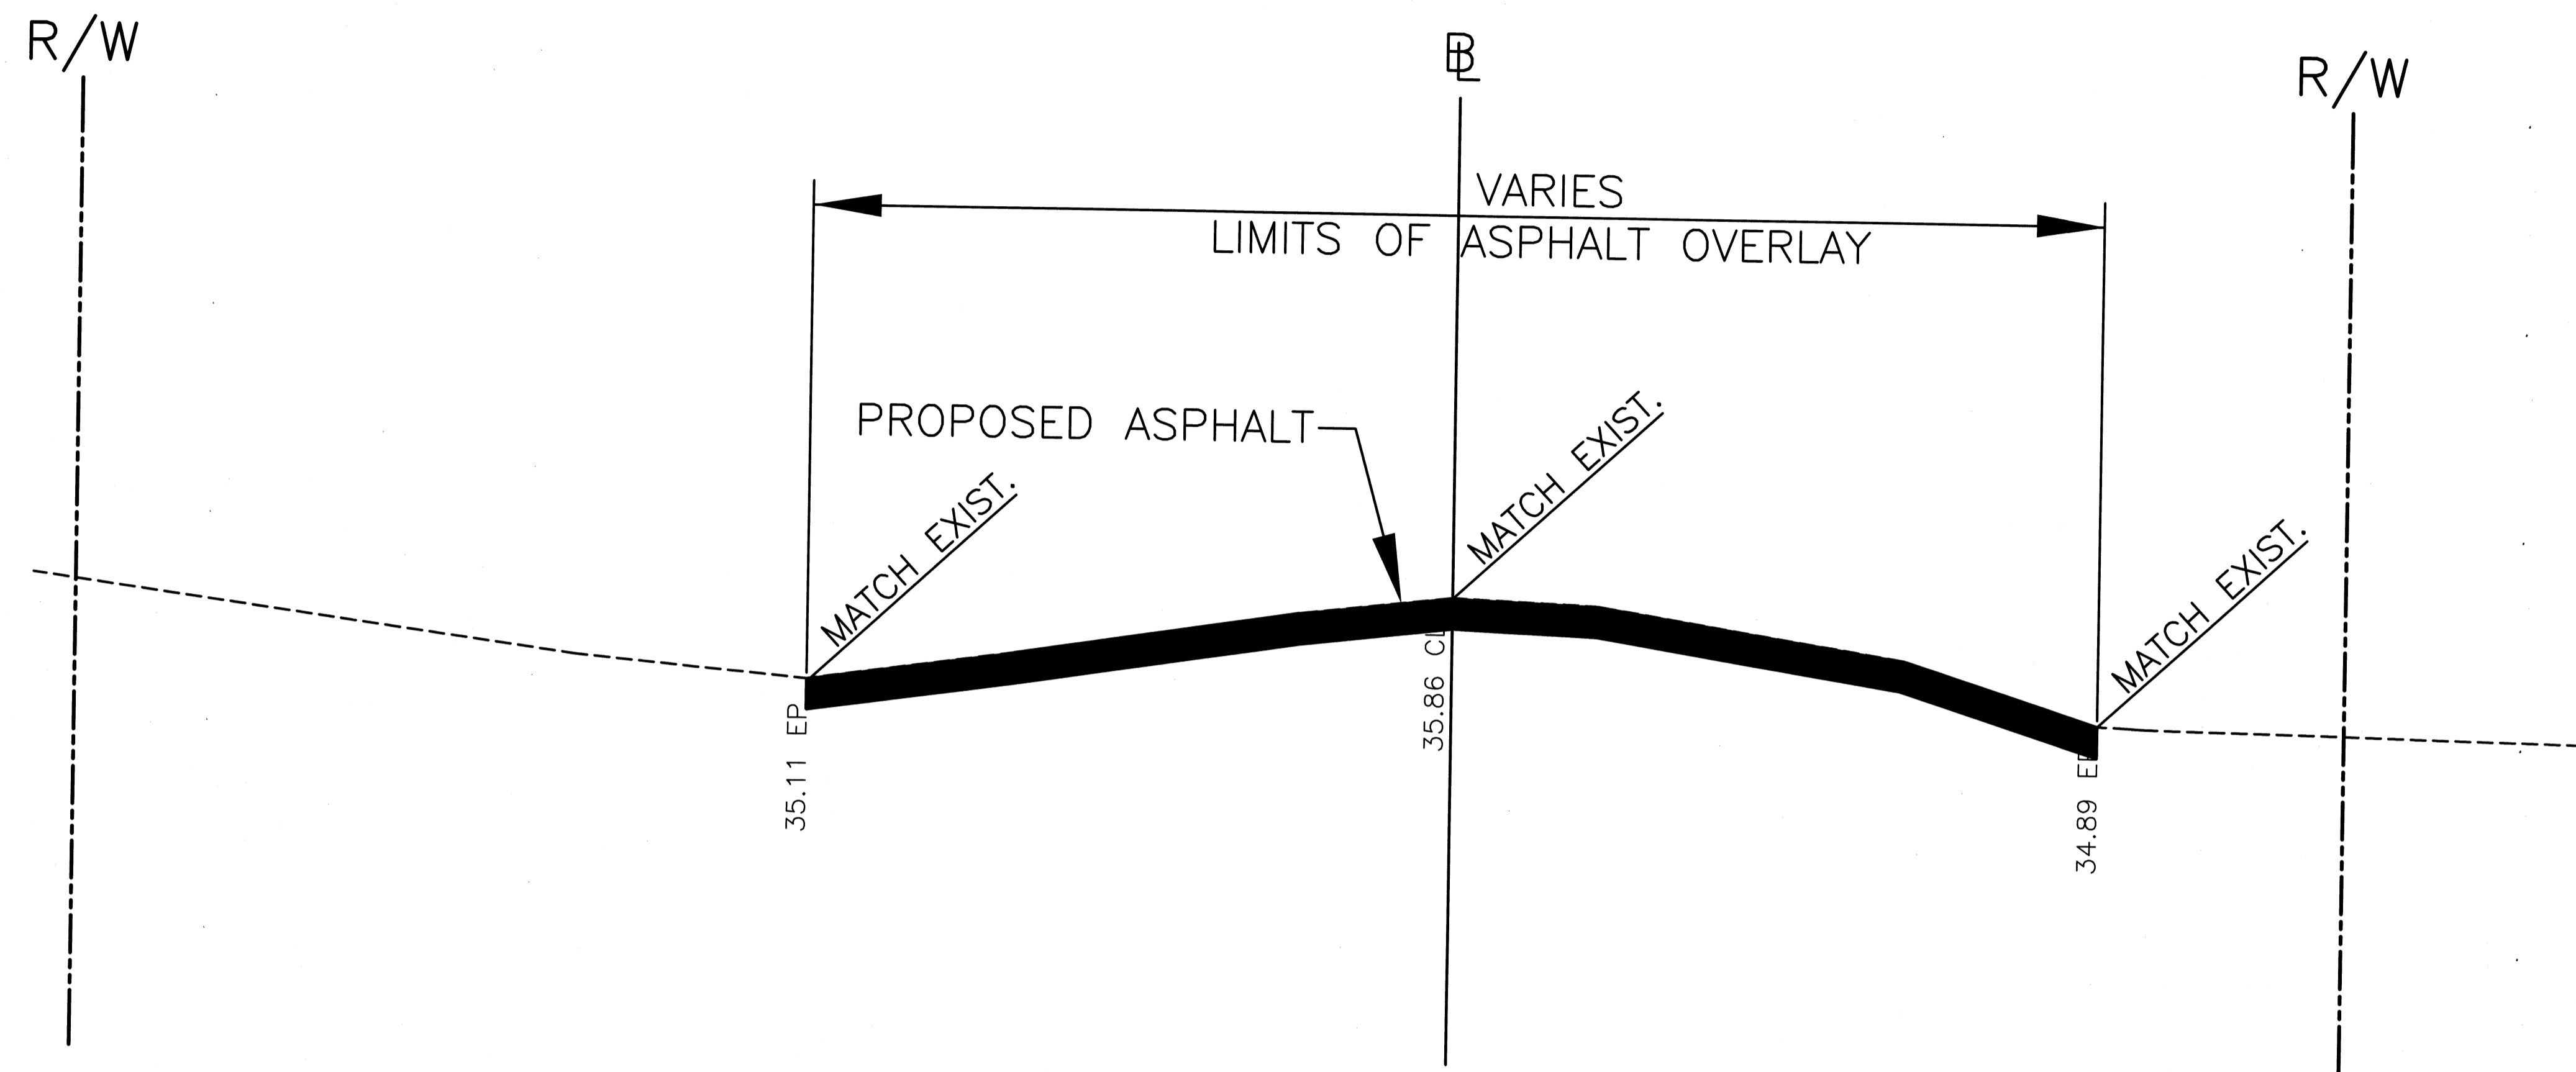 R/W
BL
R/W
VARIES
LIMITS OF ASPHALT OVERLAY
PROPOSED ASPHALT
MATCH EXIST.
MATCH EXIST.
MATCH EXIST.
35.11 EP
35.86 CL
34.89 EP